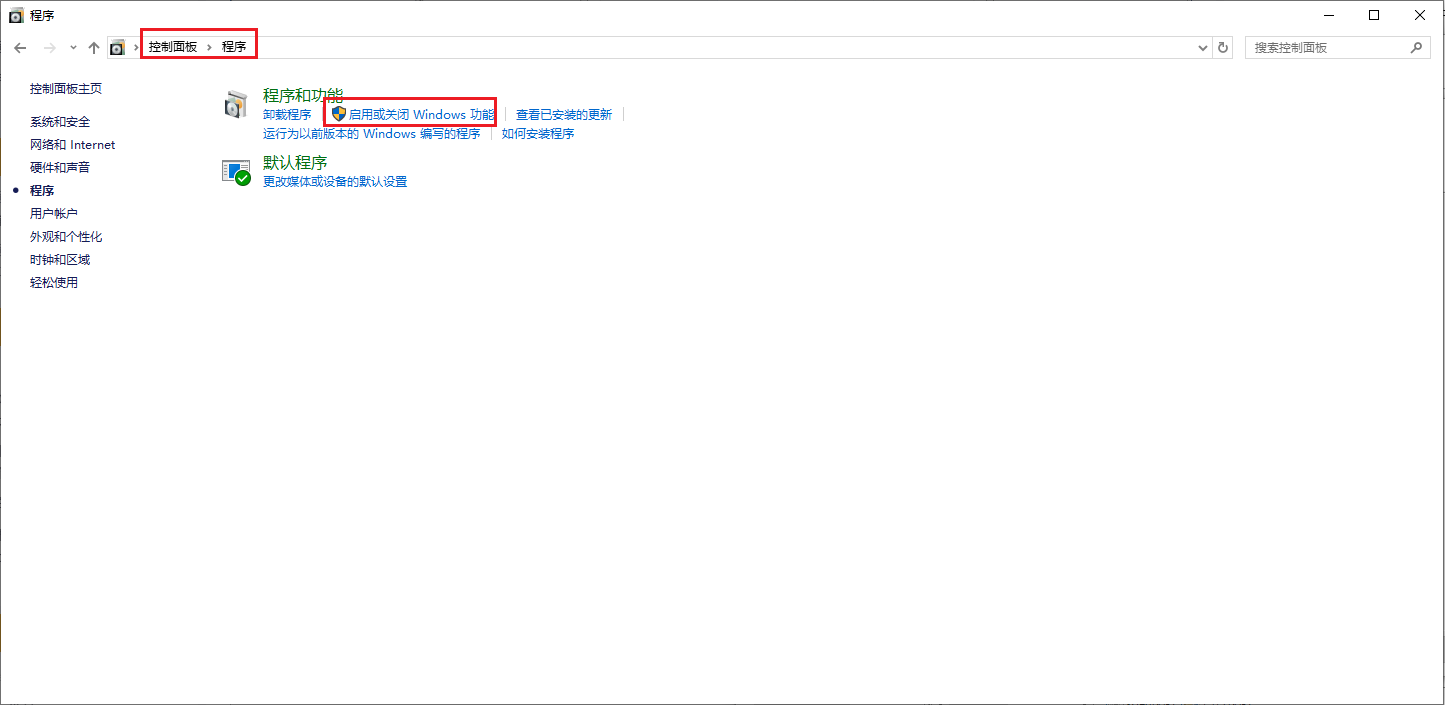 程序
控制面板 › 程序
搜索控制面板
控制面板主页
系统和安全
网络和 Internet
硬件和声音
程序
用户帐户
外观和个性化
时钟和区域
轻松使用
程序和功能
卸载程序 启用或关闭 Windows 功能 查看已安装的更新
运行为以前版本的 Windows 编写的程序 如何安装程序
默认程序
更改媒体或设备的默认设置